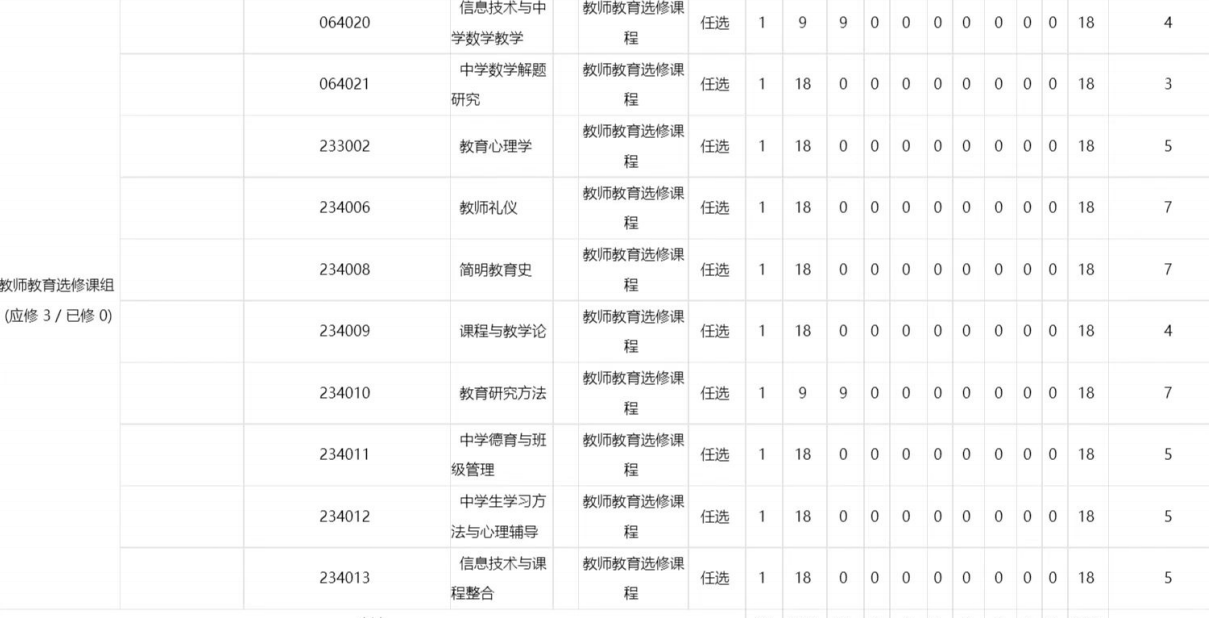 信息技术与中 教师教育选修课
064020 任选 1 9 9 0 0 0 0 0 0 0 18 4
学数学教学 程
中学数学解题 教师教育选修课
064021 任选 1 18 0 0 0 0 0 0 0 0 18 3
研究 程
教师教育选修课
233002 教育心理学 任选 1 18 0 0 0 0 0 0 0 0 18 5
程
教师教育选修课
234006 教师礼仪 任选 1 18 0 0 0 0 0 0 0 0 18 7
程
教师教育选修课
234008 简明教育史 任选 1 18 0 0 0 0 0 0 0 0 18 7
程
教师教育选修课组
(应修 3 / 已修 0)
教师教育选修课
234009 课程与教学论 任选 1 18 0 0 0 0 0 0 0 0 18 4
程
教师教育选修课
234010 教育研究方法 任选 1 9 9 0 0 0 0 0 0 0 18 7
程
中学德育与班 教师教育选修课
234011 任选 1 18 0 0 0 0 0 0 0 0 18 5
级管理 程
中学生学习方 教师教育选修课
234012 任选 1 18 0 0 0 0 0 0 0 0 18 5
法与心理辅导 程
信息技术与课 教师教育选修课
234013 任选 1 18 0 0 0 0 0 0 0 0 18 5
程整合 程